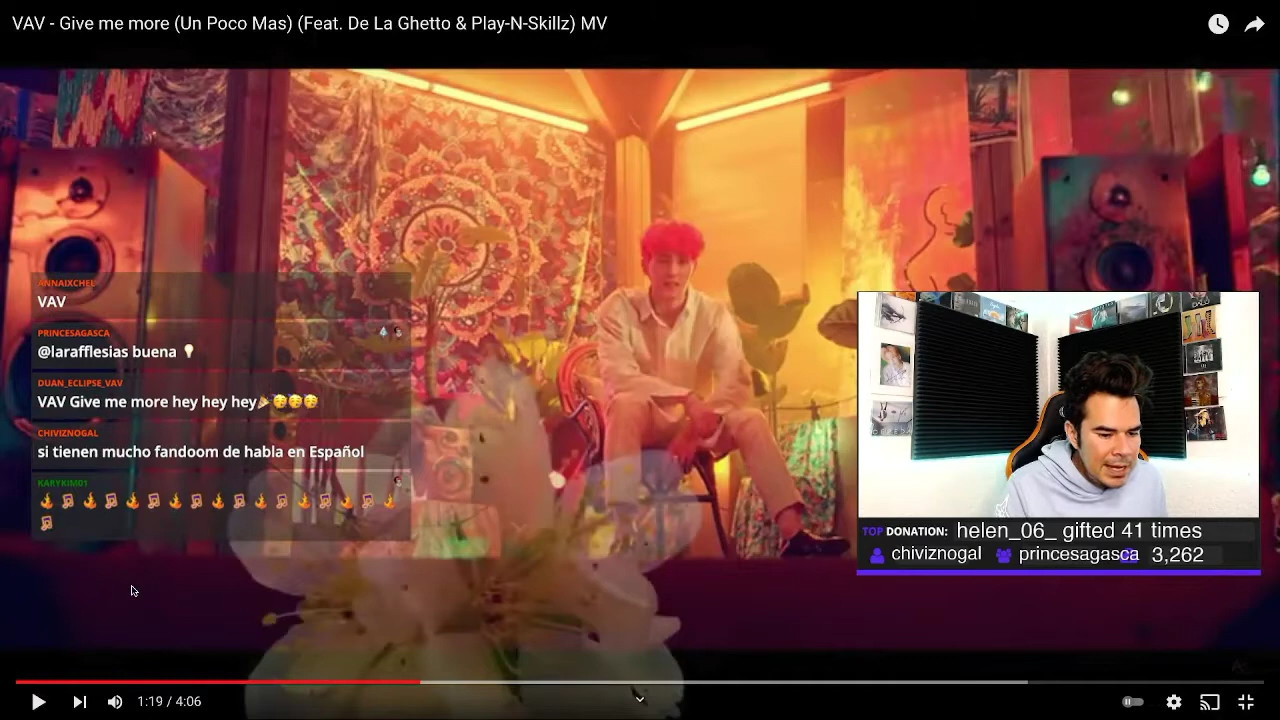 VAV - Give me more (Un Poco Mas) (Feat. De La Ghetto & Play-N-Skillz) MV
ANNAIXCHEL
VAV
PRINCESAGASCA
@larafflesias buena
DUAN_ECLIPSE_VAV
VAV Give me more hey hey hey
CHIVIZNOGAL
si tienen mucho fandoom de habla en Español
KARYKIM01
TOP DONATION: helen_06_ gifted 41 times
chiviznogal princesagasca 3,262
1:19 / 4:06